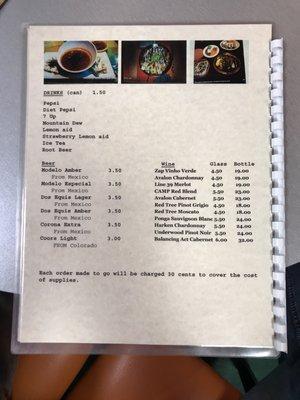 DRINKS (can) 1.50
Pepsi
Diet Pepsi
7 Up
Mountain Dew
Lemon aid
Strawberry Lemon aid
Ice Tea
Root Beer
Beer
Modelo Amber 3.50
From Mexico
Modelo Especial 3.50
From Mexico
Dos Equis Lager 3.50
From Mexico
Dos Equis Amber 3.50
From Mexico
Corona Extra 3.50
From Mexico
Coors Light 3.00
FROM Colorado
Wine Glass Bottle
Zap Vinho Verde 4.50 19.00
Avalon Chardonnay 4.50 19.00
Line 39 Merlot 4.50 19.00
CAMP Red Blend 5.50 23.00
Avalon Cabernet 5.50 23.00
Red Tree Pinot Grigio 4.50 18.00
Red Tree Moscato 4.50 18.00
Ponga Sauvignon Blanc 5.50 24.00
Harken Chardonnay 5.50 24.00
Underwood Pinot Noir 5.50 24.00
Balancing Act Cabernet 6.00 32.00
Each order made to go will be charged 30 cents to cover the cost
of supplies.